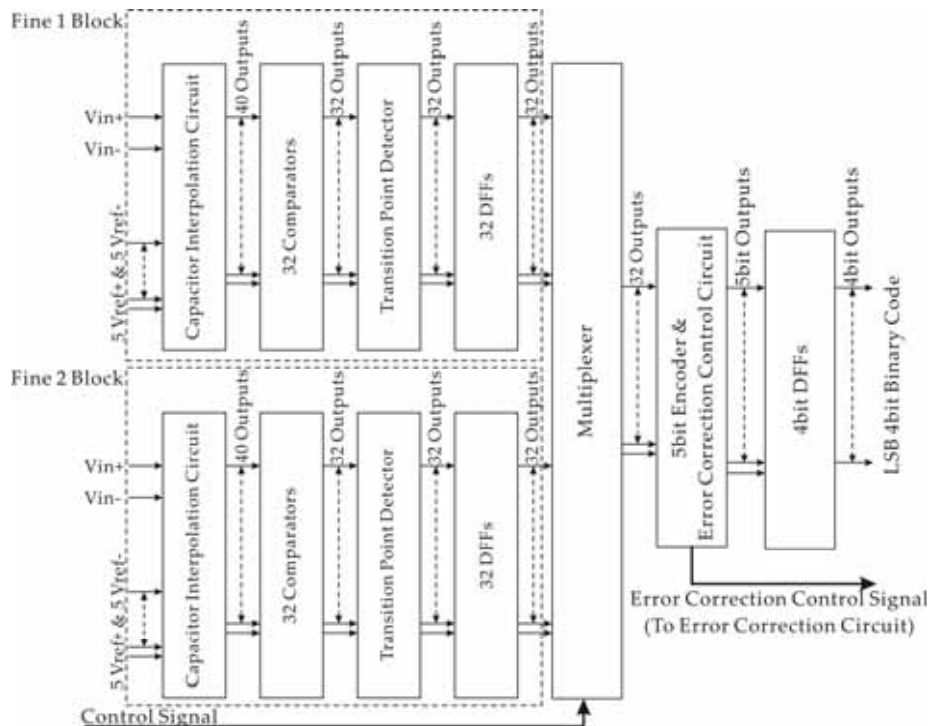 Fine 1 Block
Vin+
Vin-
5 Vref+ & 5 Vref-
Capacitor Interpolation Circuit
40 Outputs
32 Comparators
32 Outputs
Transition Point Detector
32 Outputs
32 DFFs
32 Outputs
Fine 2 Block
Vin+
Vin-
5 Vref+ & 5 Vref-
Capacitor Interpolation Circuit
40 Outputs
32 Comparators
32 Outputs
Transition Point Detector
32 Outputs
32 DFFs
32 Outputs
Multiplexer
Control Signal
32 Outputs
5bit Encoder &
Error Correction Control Circuit
5bit Outputs
4bit DFFs
4bit Outputs
LSB 4bit Binary Code
Error Correction Control Signal
(To Error Correction Circuit)